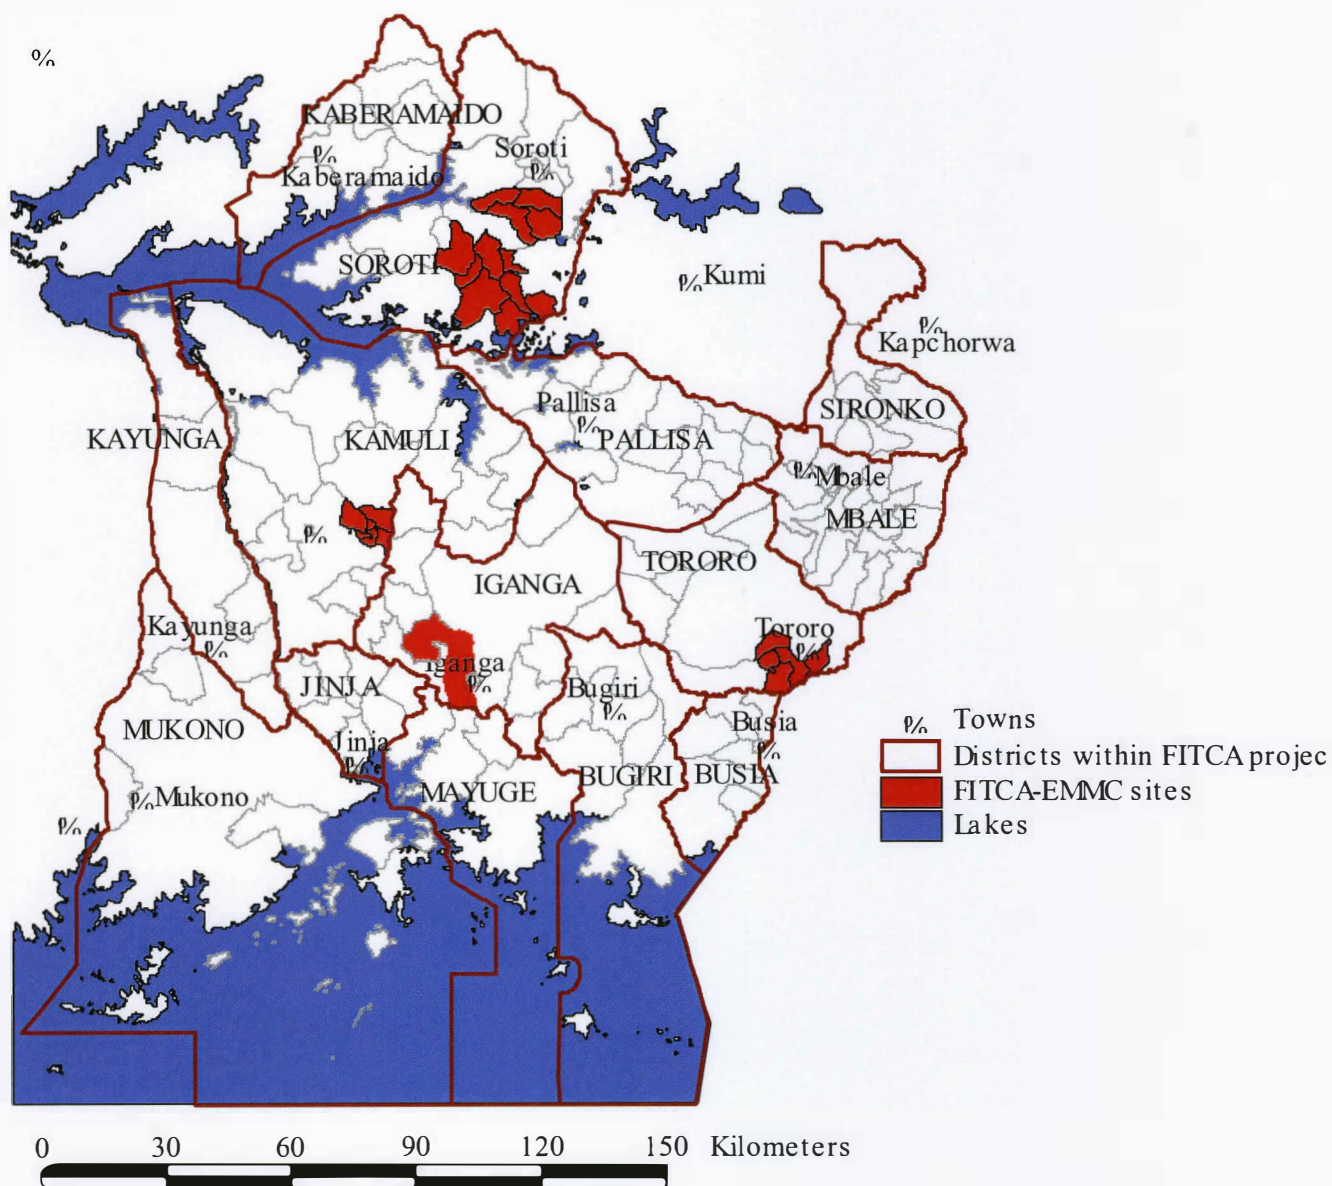 %
KABERAMAIDO
Soroti
%
%
Kaberamaido
SOROTI
% Kumi
%
Kapchorwa
Pallisa
%
SIRONKO
KAYUNGA
KAMULI
PALLISA
% Mbale
MBALE
%
TORORO
IGANGA
Kayunga
%
Tororo
%
Iganga
%
JINJA
Bugiri
%
MUKONO
Busia
%
Jinja
%
BUGIRI
BUSIA
MAYUGE
% Mukono
%
% Towns
Districts within FITCA projec
FITCA-EMMC sites
Lakes
0 30 60 90 120 150 Kilometers